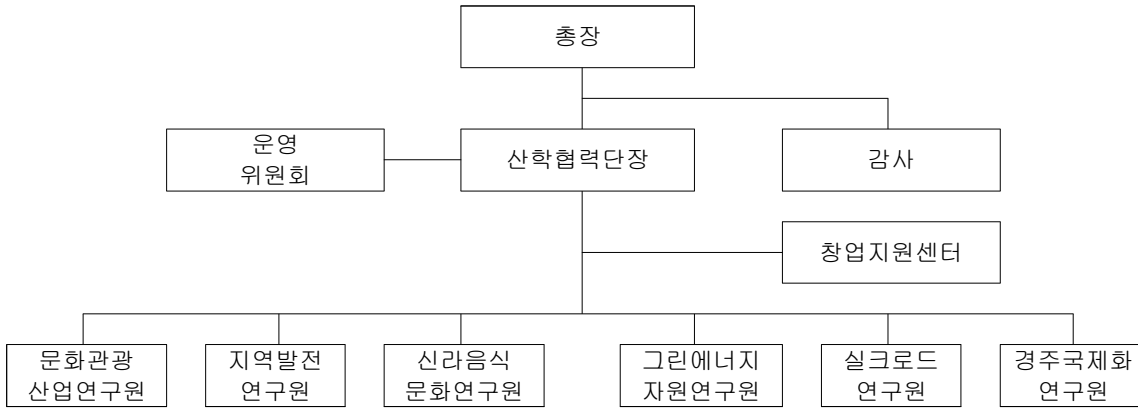 총장
운영
위원회
산학협력단장
감사
창업지원센터
문화관광
산업연구원
지역발전
연구원
신라음식
문화연구원
그린에너지
자원연구원
실크로드
연구원
경주국제화
연구원